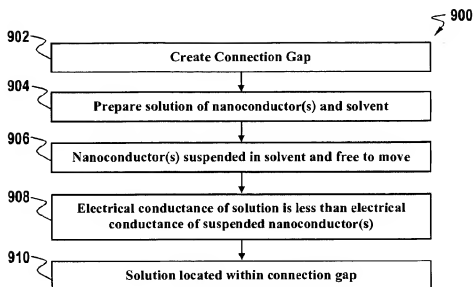 900
902
Create Connection Gap
904
Prepare solution of nanoconductor(s) and solvent
906
Nanoconductor(s) suspended in solvent and free to move
908
Electrical conductance of solution is less than electrical
conductance of suspended nanoconductor(s)
910
Solution located within connection gap